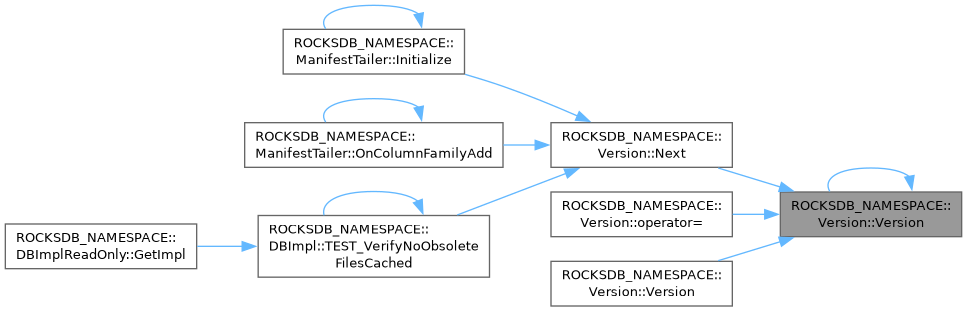 ROCKSDB_NAMESPACE::
ManifestTailer::Initialize
ROCKSDB_NAMESPACE::
ManifestTailer::OnColumnFamilyAdd
ROCKSDB_NAMESPACE::
Version::Next
ROCKSDB_NAMESPACE::
Version::operator=
ROCKSDB_NAMESPACE::
Version::Version
ROCKSDB_NAMESPACE::
DBImpl::TEST_VerifyNoObsolete
FilesCached
ROCKSDB_NAMESPACE::
DBImplReadOnly::GetImpl
ROCKSDB_NAMESPACE::
Version::Version